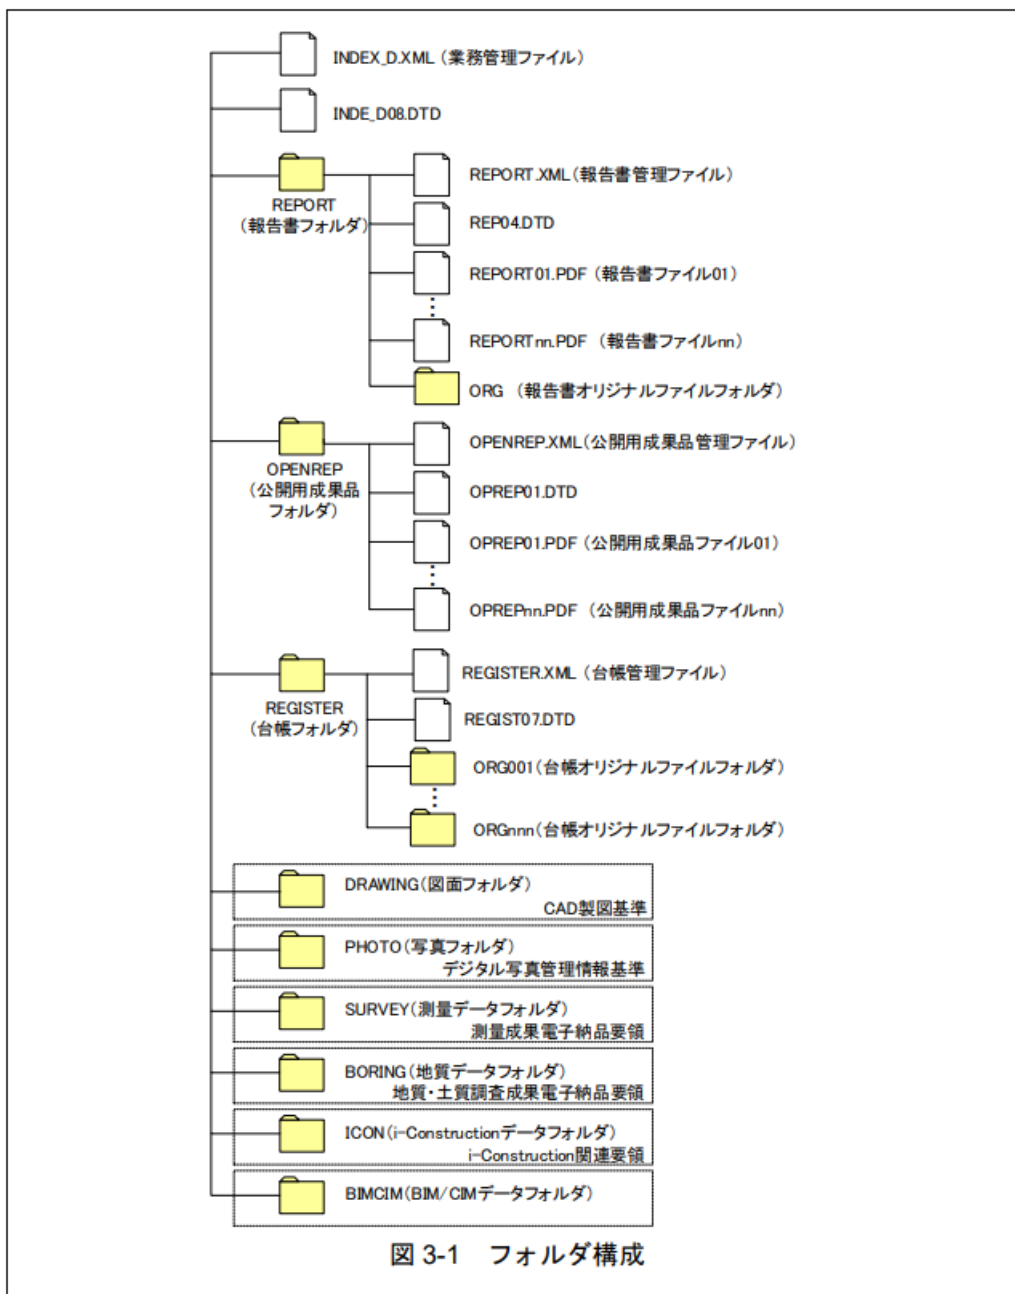 INDEX_D.XML（業務管理ファイル）
INDE_D08.DTD
REPORT
（報告書フォルダ）
REPORT.XML（報告書管理ファイル）
REP04.DTD
REPORT01.PDF（報告書ファイル01）
REPORTnn.PDF （報告書ファイルnn）
ORG （報告書オリジナルファイルフォルダ）
OPENREP
（公開用成果品
フォルダ）
OPENREP.XML（公開用成果品管理ファイル）
OPREP01.DTD
OPREP01.PDF（公開用成果品ファイル01）
OPREPnn.PDF （公開用成果品ファイルnn）
REGISTER
（台帳フォルダ）
REGISTER.XML（台帳管理ファイル）
REGIST07.DTD
ORG001（台帳オリジナルファイルフォルダ）
ORGnnn（台帳オリジナルファイルフォルダ）
DRAWING（図面フォルダ）
CAD製図基準
PHOTO（写真フォルダ）
デジタル写真管理情報基準
SURVEY（測量データフォルダ）
測量成果電子納品要領
BORING（地質データフォルダ）
地質・土質調査成果電子納品要領
ICON（i-Constructionデータフォルダ）
i-Construction関連要領
BIMCIM（BIM/CIMデータフォルダ）
図 3-1 フォルダ構成